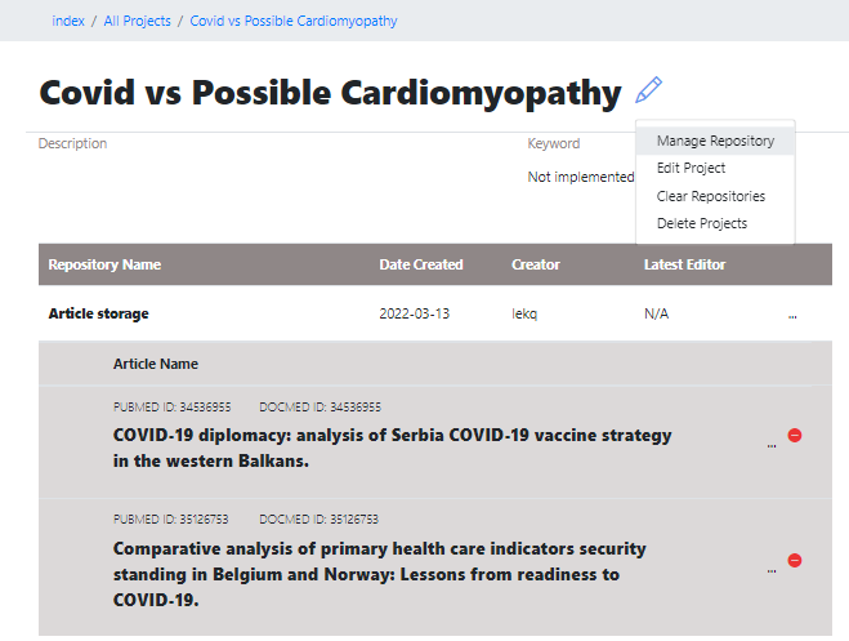 index / All Projects / Covid vs Possible Cardiomyopathy
Covid vs Possible Cardiomyopathy
Description
Keyword
Not implemented
Manage Repository
Edit Project
Clear Repositories
Delete Projects
Repository Name Date Created Creator Latest Editor
Article storage 2022-03-13 lekq N/A ...
Article Name
PUBMED ID: 34536955 DOCMED ID: 34536955
COVID-19 diplomacy: analysis of Serbia COVID-19 vaccine strategy
in the western Balkans.
...
PUBMED ID: 35126753 DOCMED ID: 35126753
Comparative analysis of primary health care indicators security
standing in Belgium and Norway: Lessons from readiness to
COVID-19.
...